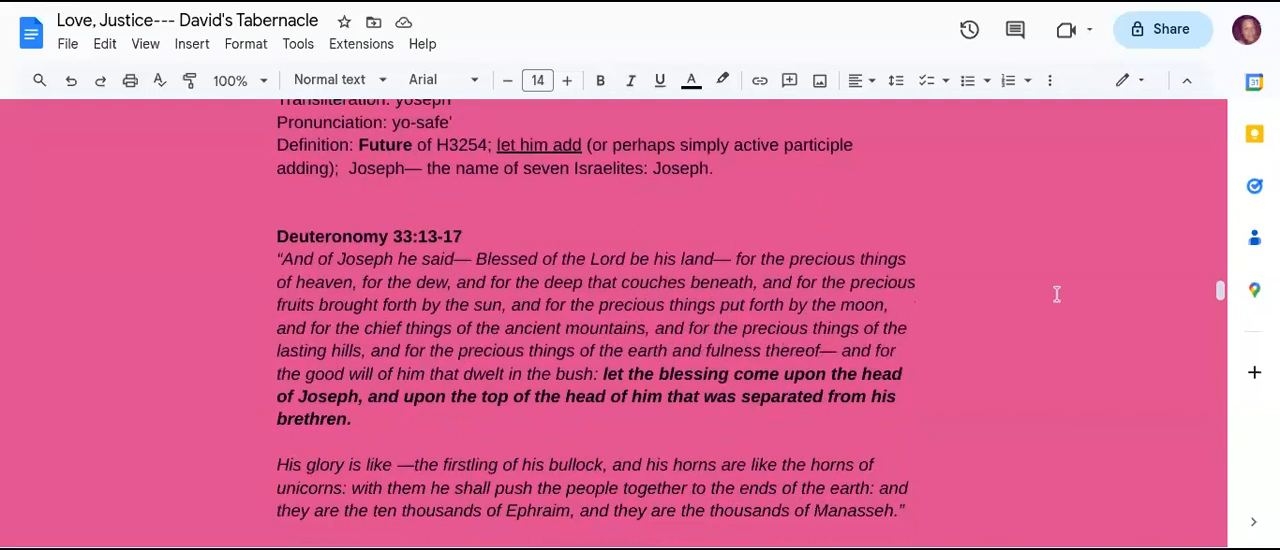 Love, Justice--- David's Tabernacle
File Edit View Insert Format Tools Extensions Help
Share
100% Normal text Arial 14 B I U A
Transliteration: yoseph
Pronunciation: yo-safe'
Definition: Future of H3254; let him add (or perhaps simply active participle
adding);  Joseph— the name of seven Israelites: Joseph.
Deuteronomy 33:13-17
“And of Joseph he said— Blessed of the Lord be his land— for the precious things
of heaven, for the dew, and for the deep that couches beneath, and for the precious
fruits brought forth by the sun, and for the precious things put forth by the moon,
and for the chief things of the ancient mountains, and for the precious things of the
lasting hills, and for the precious things of the earth and fulness thereof— and for
the good will of him that dwelt in the bush: let the blessing come upon the head
of Joseph, and upon the top of the head of him that was separated from his
brethren.
His glory is like —the firstling of his bullock, and his horns are like the horns of
unicorns: with them he shall push the people together to the ends of the earth: and
they are the ten thousands of Ephraim, and they are the thousands of Manasseh.”